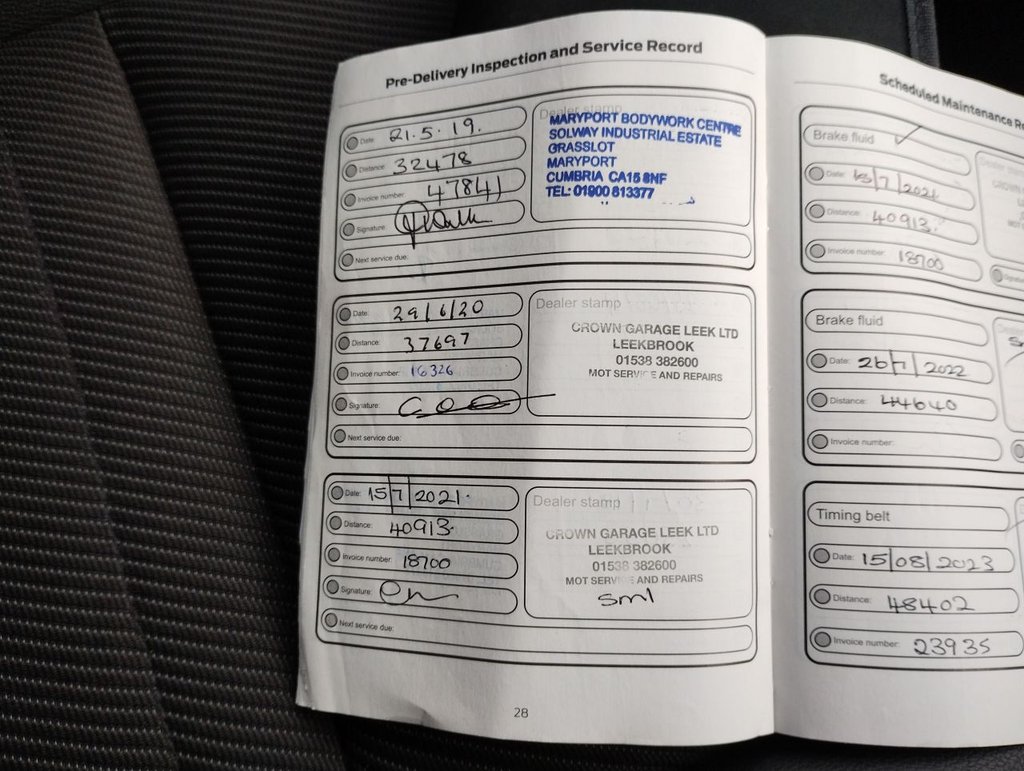 Pre-Delivery Inspection and Service Record
Date: 21.5.19.
Distance: 32478
Invoice number: 47841
Signature:
Next service due:
Dealer stamp
MARYPORT BODYWORK CENTRE
SOLWAY INDUSTRIAL ESTATE
GRASSLOT
MARYPORT
CUMBRIA CA15 8NF
TEL: 01900 813377
Date: 29/6/20
Distance: 37697
Invoice number: 16326
Signature:
Next service due:
Dealer stamp
CROWN GARAGE LEEK LTD
LEEKBROOK
01538 382600
MOT SERVICE AND REPAIRS
Date: 15/7/2021.
Distance: 40913.
Invoice number: 18700
Signature:
Next service due:
Dealer stamp
CROWN GARAGE LEEK LTD
LEEKBROOK
01538 382600
MOT SERVICE AND REPAIRS
Sml
28
Scheduled Maintenance
Brake fluid
Date: 15/7/2021
Distance: 40913.
Invoice number: 18700
Brake fluid
Date: 26/7/2022
Distance: 44640
Invoice number:
Timing belt
Date: 15/08/2023
Distance: 48402
Invoice number: 23935